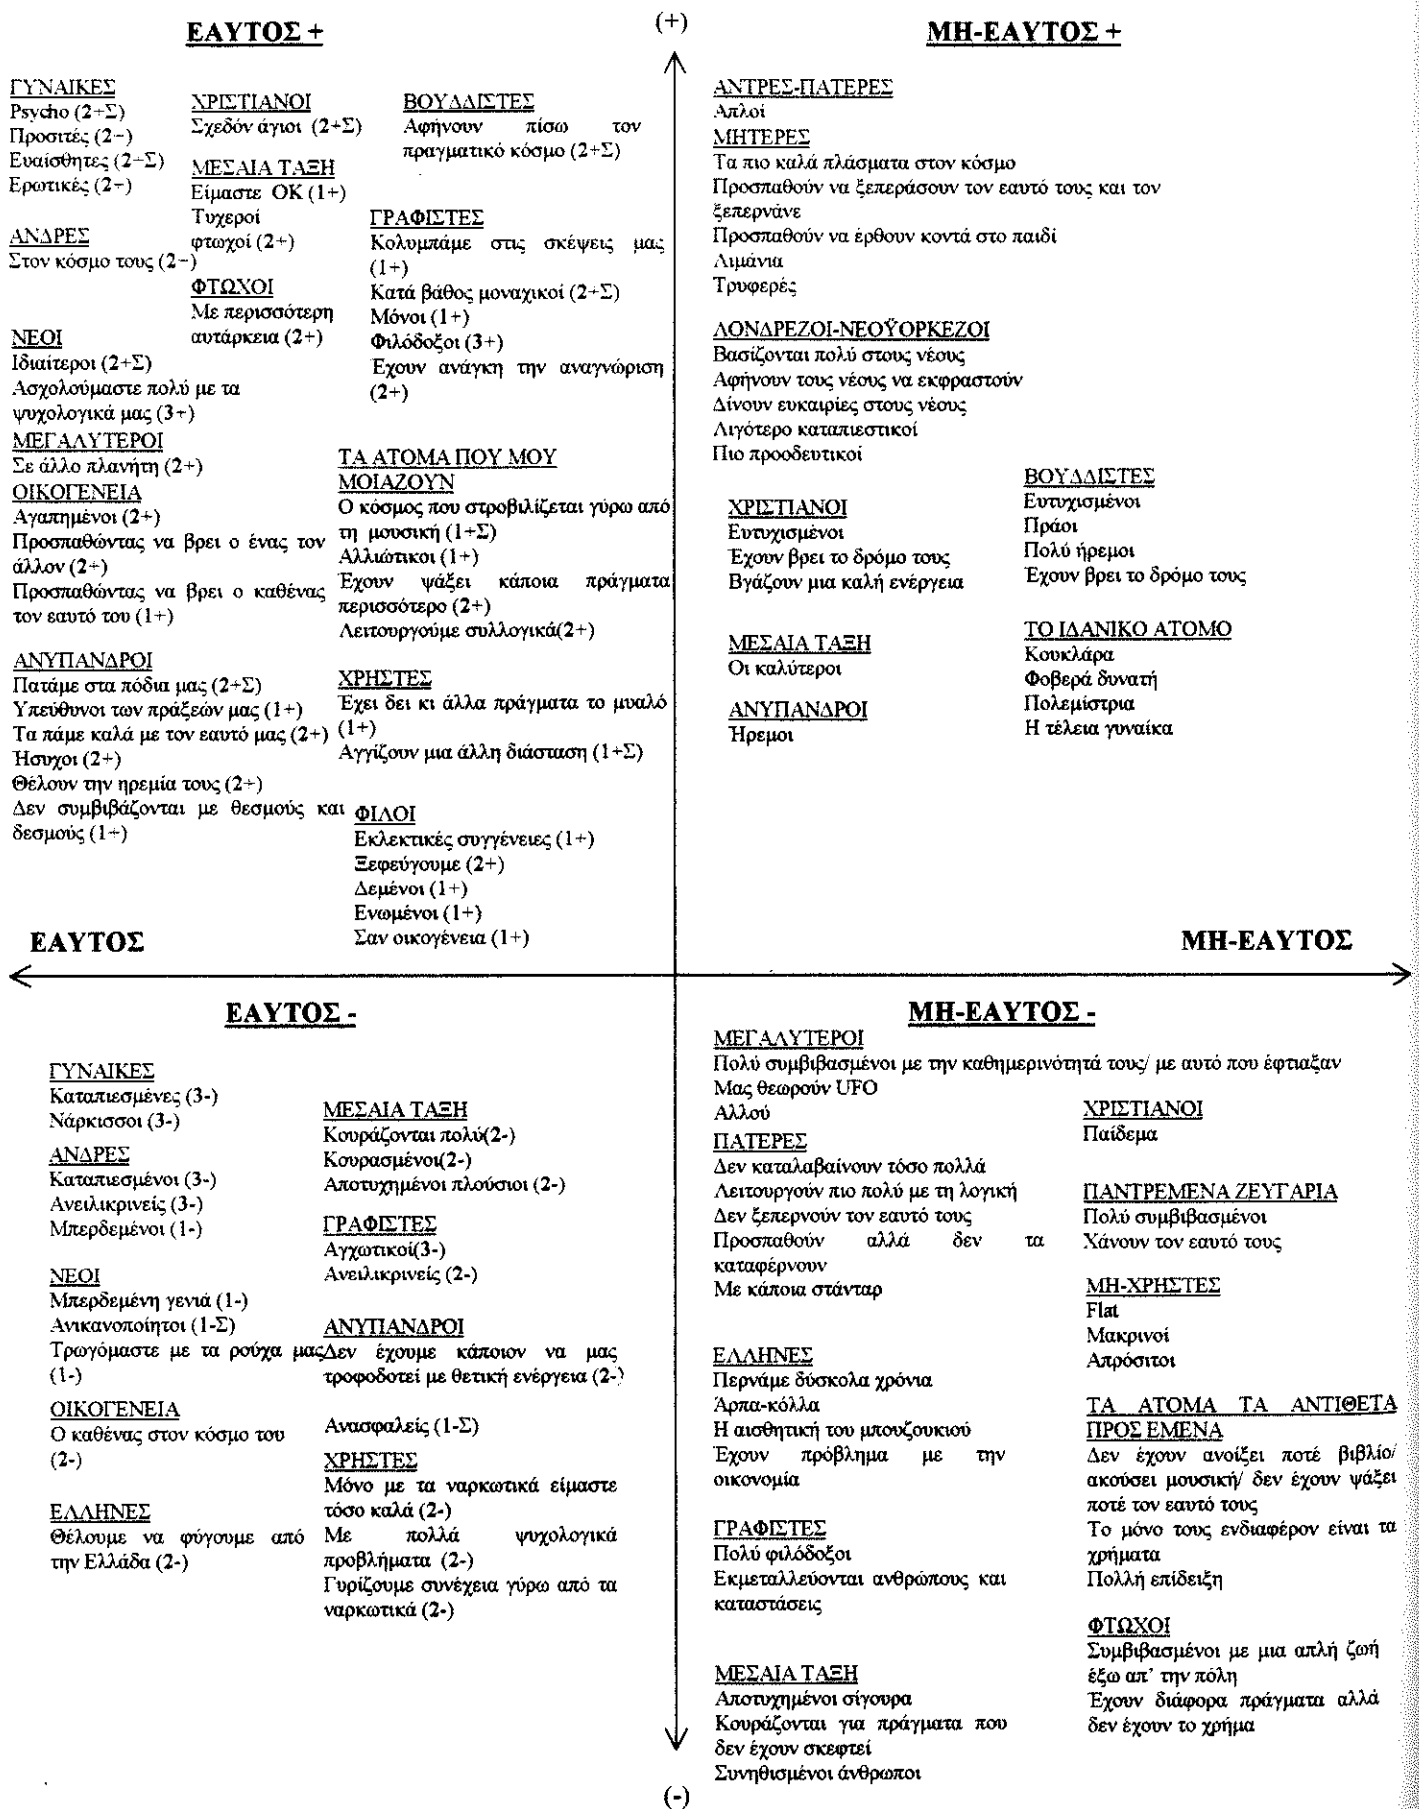 (+)
ΕΑΥΤΟΣ +
ΓΥΝΑΙΚΕΣ
Psycho (2+Σ)
Προσιτές (2+)
Ευαίσθητες (2+Σ)
Ερωτικές (2+)
ΑΝΔΡΕΣ
Στον κόσμο τους (2+)
ΝΕΟΙ
Ιδιαίτεροι (2+Σ)
Ασχολούμαστε πολύ με τα
ψυχολογικά μας (3+)
ΜΕΓΑΛΥΤΕΡΟΙ
Σε άλλο πλανήτη (2+)
ΟΙΚΟΓΕΝΕΙΑ
Αγαπημένοι (2+)
Προσπαθώντας να βρει ο ένας τον
άλλον (2+)
Προσπαθώντας να βρει ο καθένας
τον εαυτό του (1+)
ΑΝΥΠΑΝΔΡΟΙ
Πατάμε στα πόδια μας (2+Σ)
Υπεύθυνοι των πράξεών μας (1+)
Τα πάμε καλά με τον εαυτό μας (2+)
Ήσυχοι (2+)
Θέλουν την ηρεμία τους (2+)
Δεν συμβιβάζονται με θεσμούς και
δεσμούς (1+)
ΧΡΙΣΤΙΑΝΟΙ
Σχεδόν άγιοι (2+Σ)
ΜΕΣΑΙΑ ΤΑΞΗ
Είμαστε ΟΚ (1+)
Τυχεροί
φτωχοί (2+)
ΦΤΩΧΟΙ
Με περισσότερη
αυτάρκεια (2+)
ΒΟΥΔΔΙΣΤΕΣ
Αφήνουν πίσω τον
πραγματικό κόσμο (2+Σ)
ΓΡΑΦΙΣΤΕΣ
Κολυμπάμε στις σκέψεις μας
(1+)
Κατά βάθος μοναχικοί (2+Σ)
Μόνοι (1+)
Φιλόδοξοι (3+)
Έχουν ανάγκη την αναγνώριση
(2+)
ΤΑ ΑΤΟΜΑ ΠΟΥ ΜΟΥ
ΜΟΙΑΖΟΥΝ
Ο κόσμος που στροβιλίζεται γύρω από
τη μουσική (1+Σ)
Αλλιώτικοι (1+)
Έχουν ψάξει κάποια πράγματα
περισσότερο (2+)
Λειτουργούμε συλλογικά(2+)
ΧΡΗΣΤΕΣ
Έχει δει κι άλλα πράγματα το μυαλό
(1+)
Αγγίζουν μια άλλη διάσταση (1+Σ)
ΦΙΛΟΙ
Εκλεκτικές συγγένειες (1+)
Ξεφεύγουμε (2+)
Δεμένοι (1+)
Ενωμένοι (1+)
Σαν οικογένεια (1+)
ΜΗ-ΕΑΥΤΟΣ +
ΑΝΤΡΕΣ-ΠΑΤΕΡΕΣ
Απλοί
ΜΗΤΕΡΕΣ
Τα πιο καλά πλάσματα στον κόσμο
Προσπαθούν να ξεπεράσουν τον εαυτό τους και τον
ξεπερνάνε
Προσπαθούν να έρθουν κοντά στο παιδί
Λιμάνια
Τρυφερές
ΛΟΝΔΡΕΖΟΙ-ΝΕΟΫΟΡΚΕΖΟΙ
Βασίζονται πολύ στους νέους
Αφήνουν τους νέους να εκφραστούν
Δίνουν ευκαιρίες στους νέους
Λιγότερο καταπιεστικοί
Πιο προοδευτικοί
ΧΡΙΣΤΙΑΝΟΙ
Ευτυχισμένοι
Έχουν βρει το δρόμο τους
Βγάζουν μια καλή ενέργεια
ΜΕΣΑΙΑ ΤΑΞΗ
Οι καλύτεροι
ΑΝΥΠΑΝΔΡΟΙ
Ήρεμοι
ΒΟΥΔΔΙΣΤΕΣ
Ευτυχισμένοι
Πράοι
Πολύ ήρεμοι
Έχουν βρει το δρόμο τους
ΤΟ ΙΔΑΝΙΚΟ ΑΤΟΜΟ
Κουκλάρα
Φοβερά δυνατή
Πολεμίστρια
Η τέλεια γυναίκα
ΕΑΥΤΟΣ
ΜΗ-ΕΑΥΤΟΣ
ΕΑΥΤΟΣ -
ΓΥΝΑΙΚΕΣ
Καταπιεσμένες (3-)
Νάρκισσοι (3-)
ΑΝΔΡΕΣ
Καταπιεσμένοι (3-)
Ανειλικρινείς (3-)
Μπερδεμένοι (1-)
ΝΕΟΙ
Μπερδεμένη γενιά (1-)
Ανικανοποίητοι (1-Σ)
Τρωγόμαστε με τα ρούχα μας
(1-)
ΟΙΚΟΓΕΝΕΙΑ
Ο καθένας στον κόσμο του
(2-)
ΕΛΛΗΝΕΣ
Θέλουμε να φύγουμε από
την Ελλάδα (2-)
ΜΕΣΑΙΑ ΤΑΞΗ
Κουράζονται πολύ(2-)
Κουρασμένοι(2-)
Αποτυχημένοι πλούσιοι (2-)
ΓΡΑΦΙΣΤΕΣ
Αγχωτικοί(3-)
Ανειλικρινείς (2-)
ΑΝΥΠΑΝΔΡΟΙ
Δεν έχουμε κάποιον να μας
τροφοδοτεί με θετική ενέργεια (2-)
Ανασφαλείς (1-Σ)
ΧΡΗΣΤΕΣ
Μόνο με τα ναρκωτικά είμαστε
τόσο καλά (2-)
Με πολλά ψυχολογικά
προβλήματα (2-)
Γυρίζουμε συνέχεια γύρω από τα
ναρκωτικά (2-)
ΜΗ-ΕΑΥΤΟΣ -
ΜΕΓΑΛΥΤΕΡΟΙ
Πολύ συμβιβασμένοι με την καθημερινότητά τους/ με αυτό που έφτιαξαν
Μας θεωρούν UFO
Αλλού
ΠΑΤΕΡΕΣ
Δεν καταλαβαίνουν τόσο πολλά
Λειτουργούν πιο πολύ με τη λογική
Δεν ξεπερνούν τον εαυτό τους
Προσπαθούν αλλά δεν τα
καταφέρνουν
Με κάποια στάνταρ
ΕΛΛΗΝΕΣ
Περνάμε δύσκολα χρόνια
Άρπα-κόλλα
Η αισθητική του μπουζουκιού
Έχουν πρόβλημα με την
οικονομία
ΓΡΑΦΙΣΤΕΣ
Πολύ φιλόδοξοι
Εκμεταλλεύονται ανθρώπους και
καταστάσεις
ΜΕΣΑΙΑ ΤΑΞΗ
Αποτυχημένοι σίγουρα
Κουράζονται για πράγματα που
δεν έχουν σκεφτεί
Συνηθισμένοι άνθρωποι
ΧΡΙΣΤΙΑΝΟΙ
Παίδεμα
ΠΑΝΤΡΕΜΕΝΑ ΖΕΥΓΑΡΙΑ
Πολύ συμβιβασμένοι
Χάνουν τον εαυτό τους
ΜΗ-ΧΡΗΣΤΕΣ
Flat
Μακρινοί
Απρόσιτοι
ΤΑ ΑΤΟΜΑ ΤΑ ΑΝΤΙΘΕΤΑ
ΠΡΟΣ ΕΜΕΝΑ
Δεν έχουν ανοίξει ποτέ βιβλίο/
ακούσει μουσική/ δεν έχουν ψάξει
ποτέ τον εαυτό τους
Το μόνο τους ενδιαφέρον είναι τα
χρήματα
Πολλή επίδειξη
ΦΤΩΧΟΙ
Συμβιβασμένοι με μια απλή ζωή
έξω απ' την πόλη
Έχουν διάφορα πράγματα αλλά
δεν έχουν το χρήμα
(-)